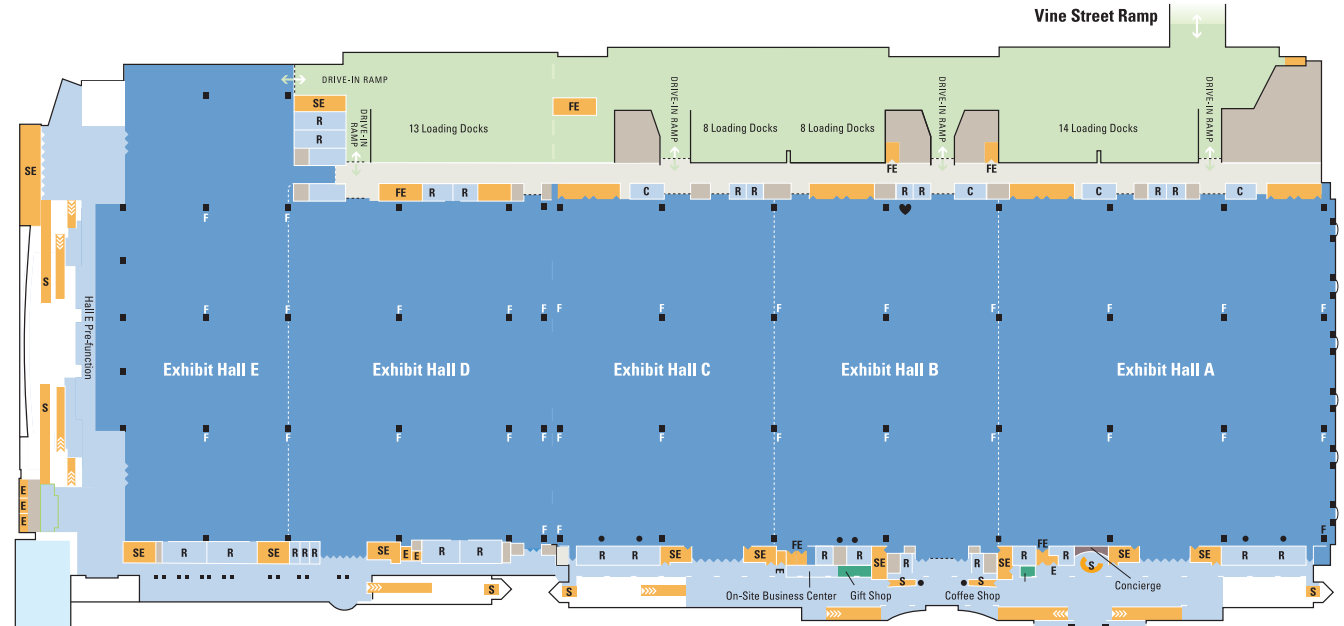 Vine Street Ramp
DRIVE-IN RAMP
SE
FE
R
R
DRIVE-IN
RAMP
13 Loading Docks
DRIVE-IN RAMP
8 Loading Docks
8 Loading Docks
DRIVE-IN RAMP
14 Loading Docks
DRIVE-IN RAMP
SE
FE
FE
FE
R
R
C
R
R
R
R
C
C
R
R
C
F
F
S
F
F
F
F
F
F
F
F
F
F
F
F
Hall E Pre-function
Exhibit Hall E
Exhibit Hall D
Exhibit Hall C
Exhibit Hall B
Exhibit Hall A
S
F
F
F
F
F
F
F
F
F
F
F
F
E
E
E
F
F
SE
R
R
SE
R
R
R
SE
E
E
R
R
R
R
SE
SE
FE
R
R
SE
R
SE
R
FE
R
SE
SE
R
R
E
R
E
S
S
S
S
S
S
S
On-Site Business Center
Gift Shop
Coffee Shop
Concierge